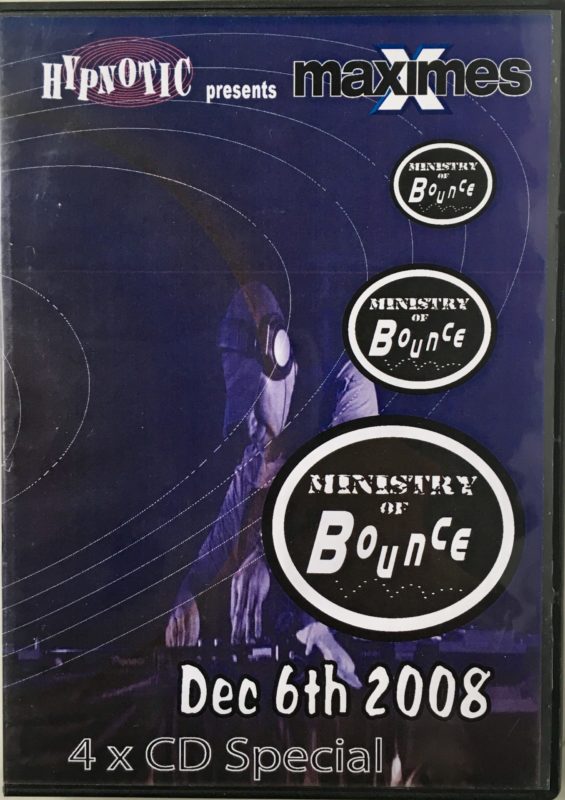 HYPNOTIC presents maXimes
MINISTRY
OF
BOUNCE
MINISTRY
OF
BOUNCE
MINISTRY
OF
BOUNCE
Dec 6th 2008
4 x CD Special